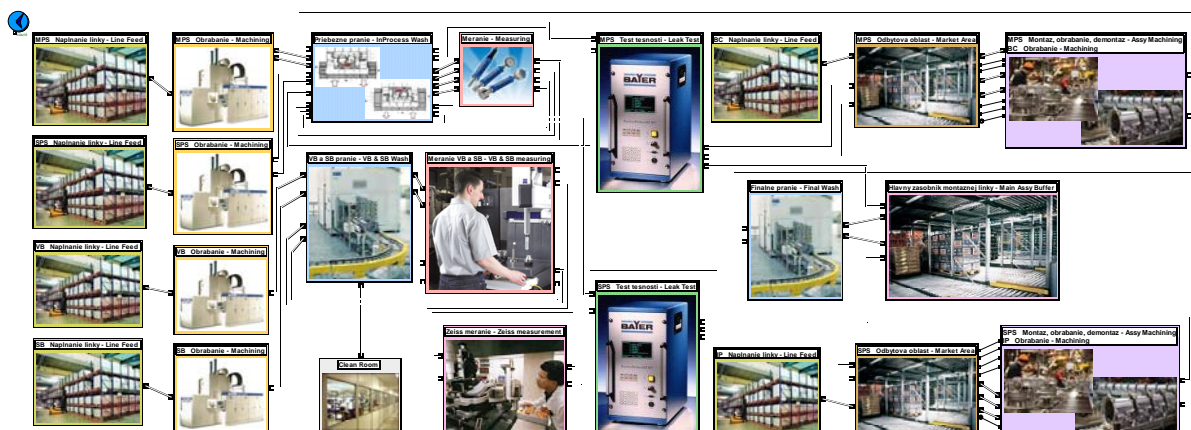 MPS Naplnanie linky - Line Feed
MPS Obrabanie - Machining
Priebezne pranie - InProcess Wash
Meranie - Measuring
MPS Test tesnosti - Leak Test
BC Naplnanie linky - Line Feed
MPS Odbytova oblast - Market Area
MPS Montaz, obrabanie, demontaz - Assy Machining
BC Obrabanie - Machining
BAYER
SPS Naplnanie linky - Line Feed
SPS Obrabanie - Machining
VB a SB pranie - VB & SB Wash
Meranie VB a SB - VB & SB measuring
Finalne pranie - Final Wash
Hlavny zasobnik montaznej linky - Main Assy Buffer
VB Naplnanie linky - Line Feed
VB Obrabanie - Machining
SPS Test tesnosti - Leak Test
BAYER
Zeiss meranie - Zeiss measurement
SPS Montaz, obrabanie, demontaz - Assy Machining
IP Obrabanie - Machining
SB Naplnanie linky - Line Feed
SB Obrabanie - Machining
Clean Room
IP Naplnanie linky - Line Feed
SPS Odbytova oblast - Market Area